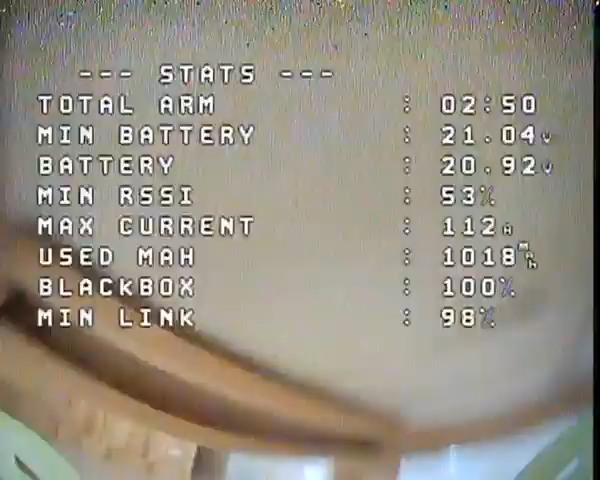 --- STATS ---
TOTAL ARM : 02:50
MIN BATTERY : 21.04V
BATTERY : 20.92V
MIN RSSI : 53%
MAX CURRENT : 112A
USED MAH : 1018mAh
BLACKBOX : 100%
MIN LINK : 98%